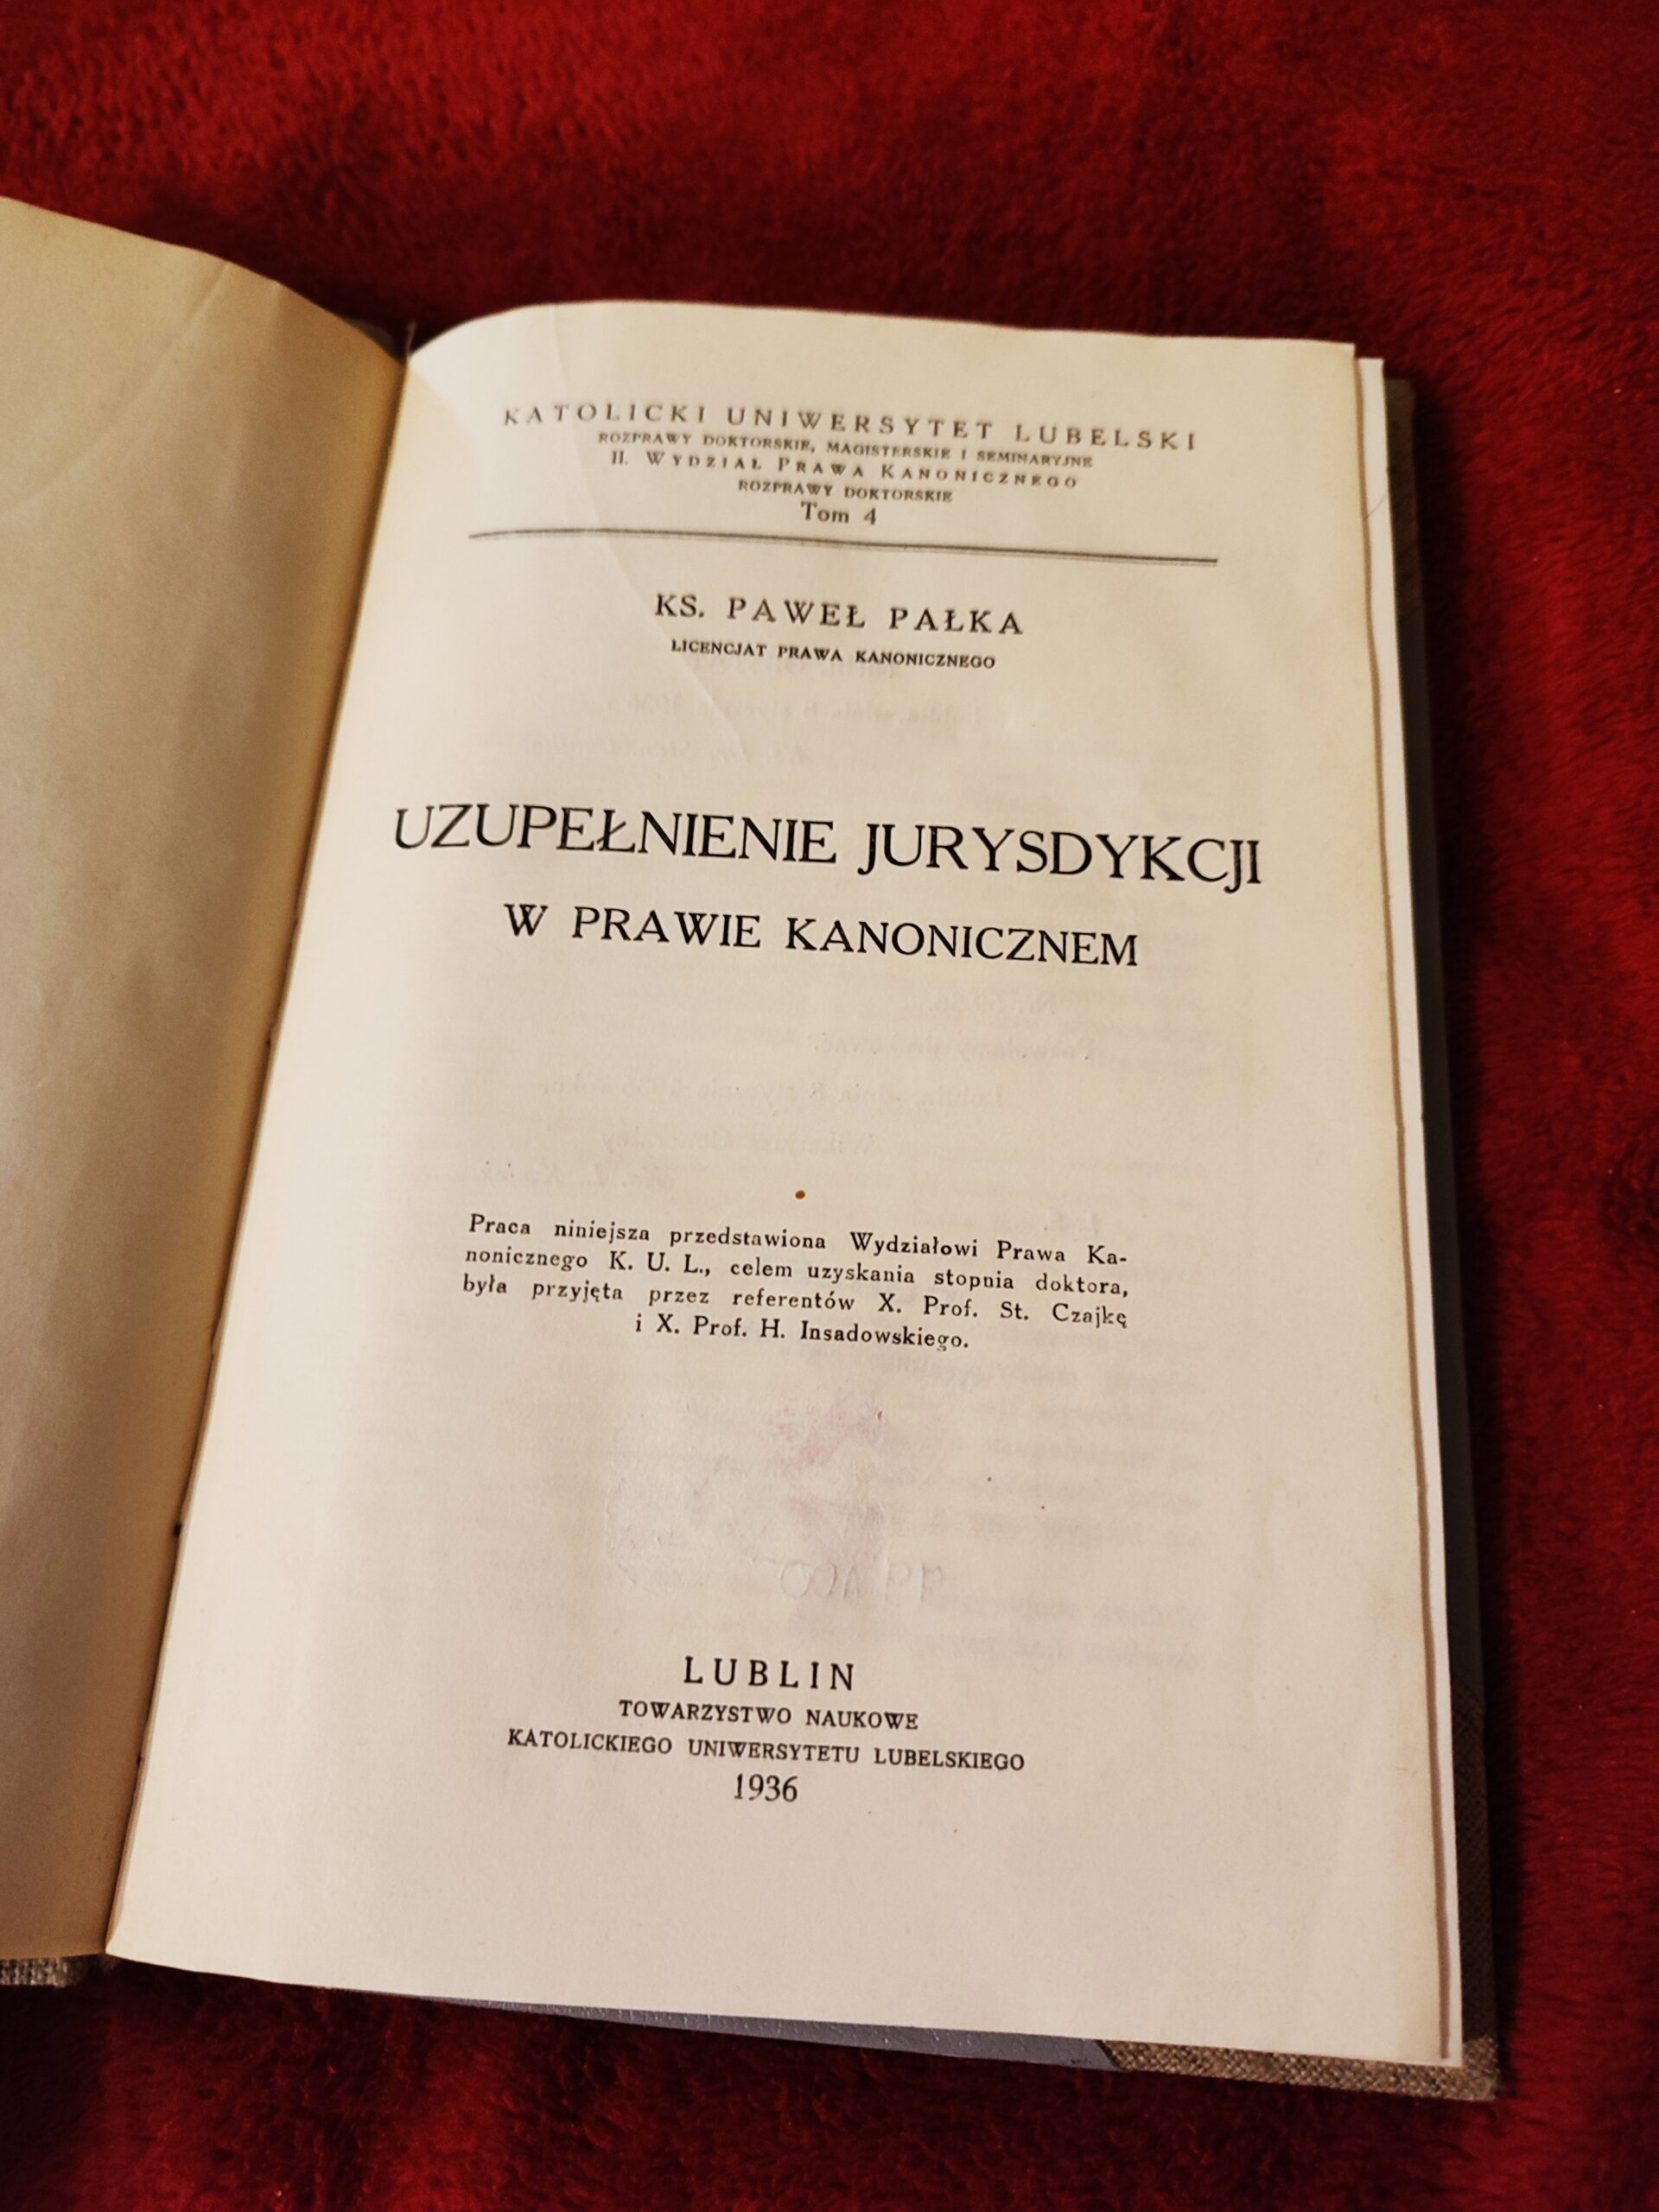 KATOLICKI UNIWERSYTET LUBELSKI
ROZPRAWY DOKTORSKIE, MAGISTERSKIE I SEMINARYJNE
II. WYDZIAŁ PRAWA KANONICZNEGO
ROZPRAWY DOKTORSKIE
Tom 4
KS. PAWEŁ PAŁKA
LICENCJAT PRAWA KANONICZNEGO
UZUPEŁNIENIE JURYSDYKCJI
W PRAWIE KANONICZNEM
Praca niniejsza przedstawiona Wydziałowi Prawa Ka-
nonicznego K. U. L., celem uzyskania stopnia doktora,
była przyjęta przez referentów X. Prof. St. Czajkę
i X. Prof. H. Insadowskiego.
LUBLIN
TOWARZYSTWO NAUKOWE
KATOLICKIEGO UNIWERSYTETU LUBELSKIEGO
1936